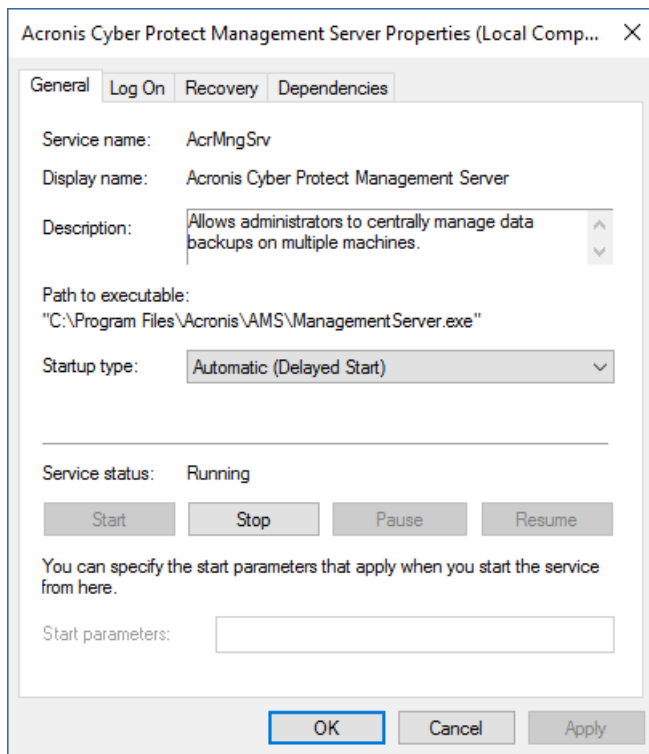 Acronis Cyber Protect Management Server Properties (Local Comp...
General Log On Recovery Dependencies
Service name: AcrMngSrv
Display name: Acronis Cyber Protect Management Server
Description: Allows administrators to centrally manage data
backups on multiple machines.
Path to executable:
"C:\Program Files\Acronis\AMS\ManagementServer.exe"
Startup type: Automatic (Delayed Start)
Service status: Running
Start Stop Pause Resume
You can specify the start parameters that apply when you start the service
from here.
Start parameters:
OK Cancel Apply